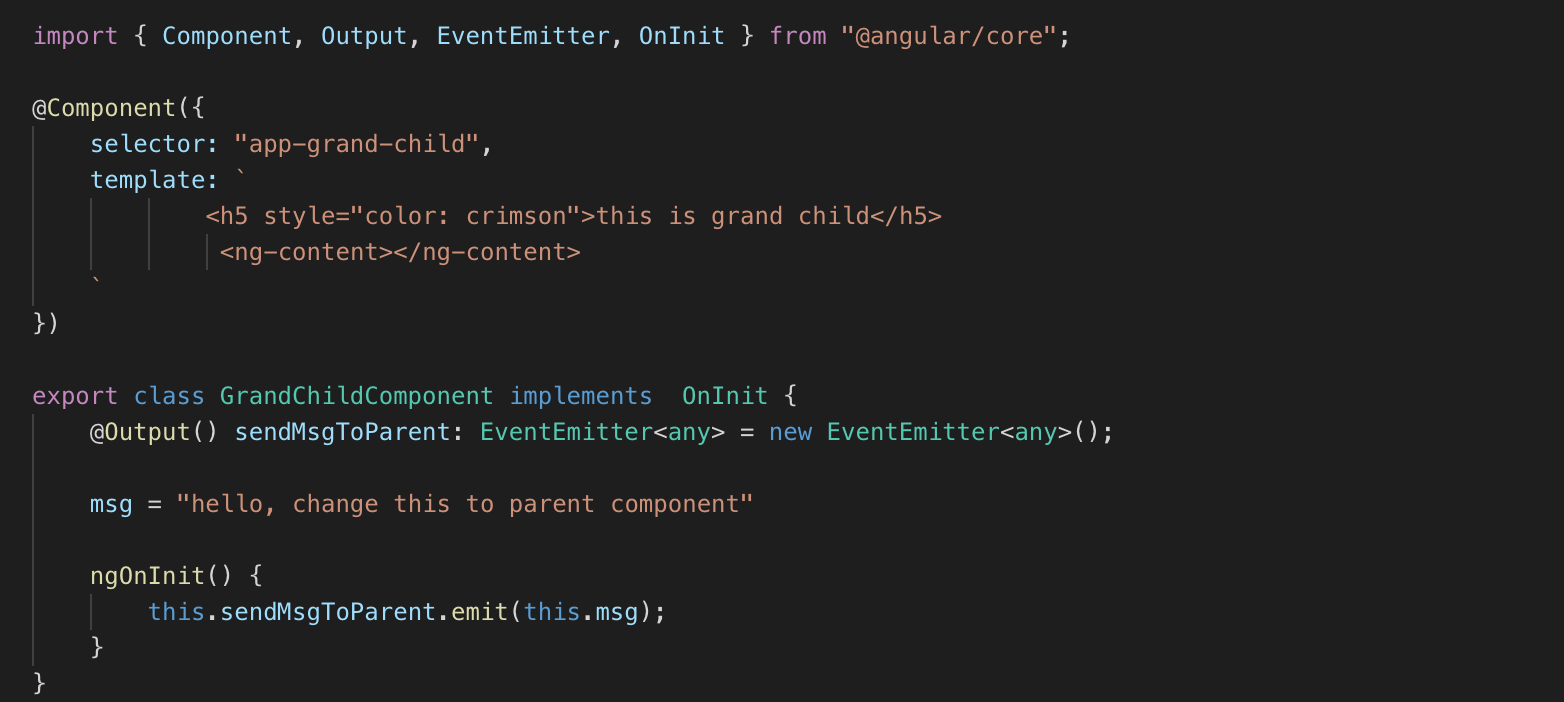 import { Component, Output, EventEmitter, OnInit } from "@angular/core";
@Component({
    selector: "app-grand-child",
    template: `
            <h5 style="color: crimson">this is grand child</h5>
             <ng-content></ng-content>
    `
})
export class GrandChildComponent implements  OnInit {
    @Output() sendMsgToParent: EventEmitter<any> = new EventEmitter<any>();
    msg = "hello, change this to parent component"
    ngOnInit() {
        this.sendMsgToParent.emit(this.msg);
    }
}